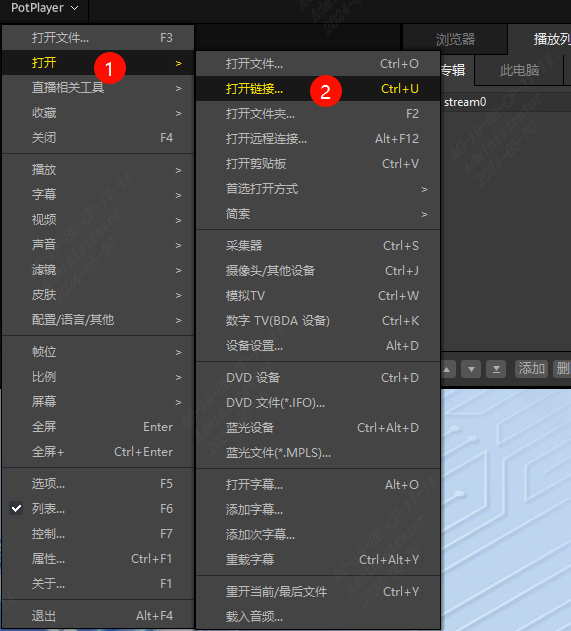 PotPlayer
打开文件... F3
打开 >
直播相关工具 >
收藏 >
关闭 F4
播放 >
字幕 >
视频 >
声音 >
滤镜 >
皮肤 >
配置/语言/其他 >
帧位 >
比例 >
屏幕 >
全屏 Enter
全屏+ Ctrl+Enter
选项... F5
列表... F6
控制... F7
属性... Ctrl+F1
关于... F1
退出 Alt+F4
1
打开文件... Ctrl+O
打开链接... Ctrl+U
2
打开文件夹... F2
打开远程连接... Alt+F12
打开剪贴板 Ctrl+V
首选打开方式 >
简索 >
采集器 Ctrl+S
摄像头/其他设备 Ctrl+J
模拟TV Ctrl+W
数字 TV(BDA 设备) Ctrl+K
设备设置... Alt+D
DVD 设备 Ctrl+D
DVD 文件(*.IFO)...
蓝光设备 Ctrl+Alt+D
蓝光文件(*.MPLS)...
打开字幕... Alt+O
添加字幕...
添加次字幕...
重载字幕 Ctrl+Alt+Y
重开当前/最后文件 Ctrl+Y
载入音频...
浏览器 播放列
专辑 此电脑
stream0
添加 删